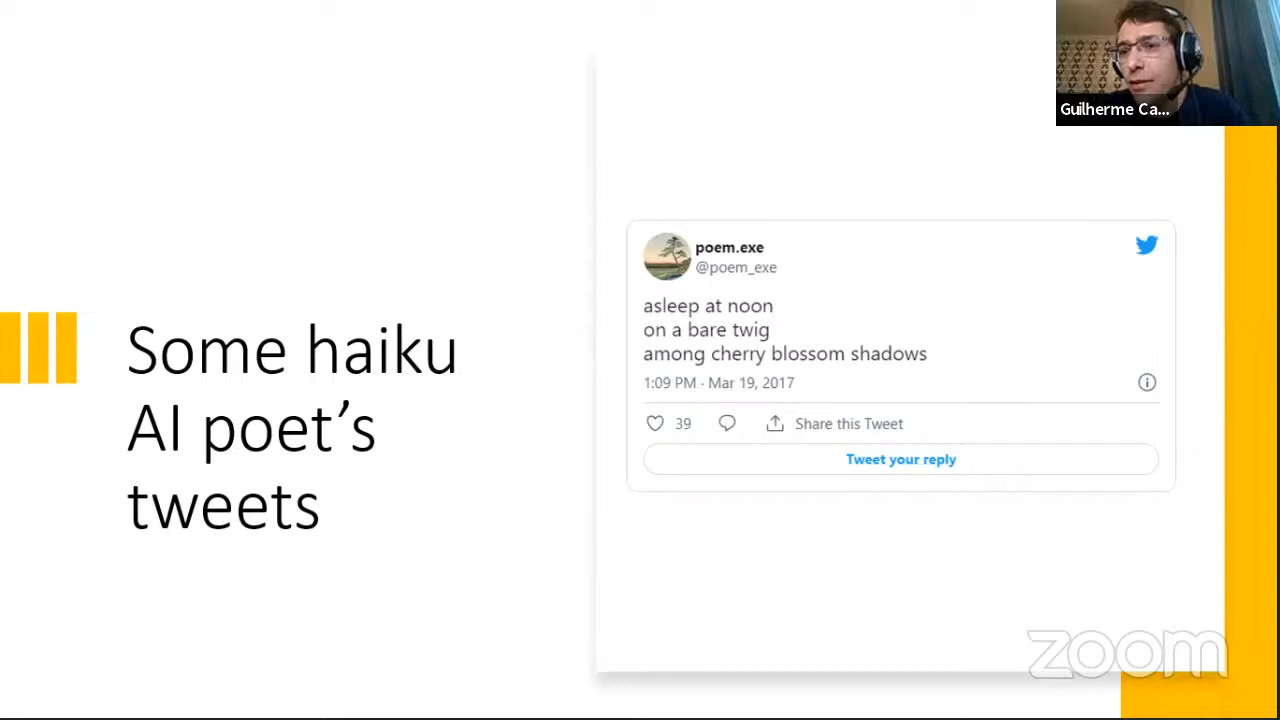 Guilherme Ca...
Some haiku
AI poet’s
tweets
poem.exe
@poem_exe
asleep at noon
on a bare twig
among cherry blossom shadows
1:09 PM · Mar 19, 2017
39
Share this Tweet
Tweet your reply
zoom